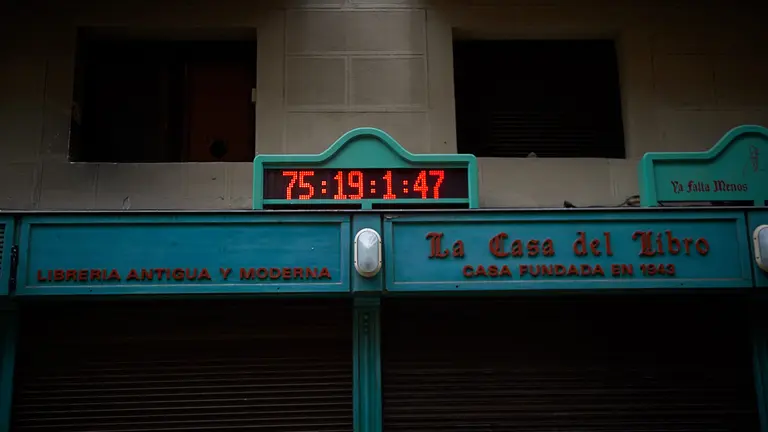 75:19:1:47
Ya Falta Menos
LIBRERIA ANTIGUA Y MODERNA
La Casa del Libro
CASA FUNDADA EN 1943